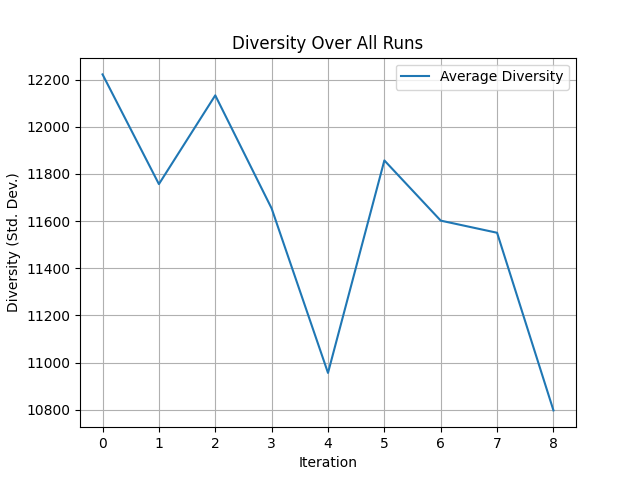 Diversity Over All Runs
Average Diversity
Diversity (Std. Dev.)
12200
12000
11800
11600
11400
11200
11000
10800
0 1 2 3 4 5 6 7 8
Iteration